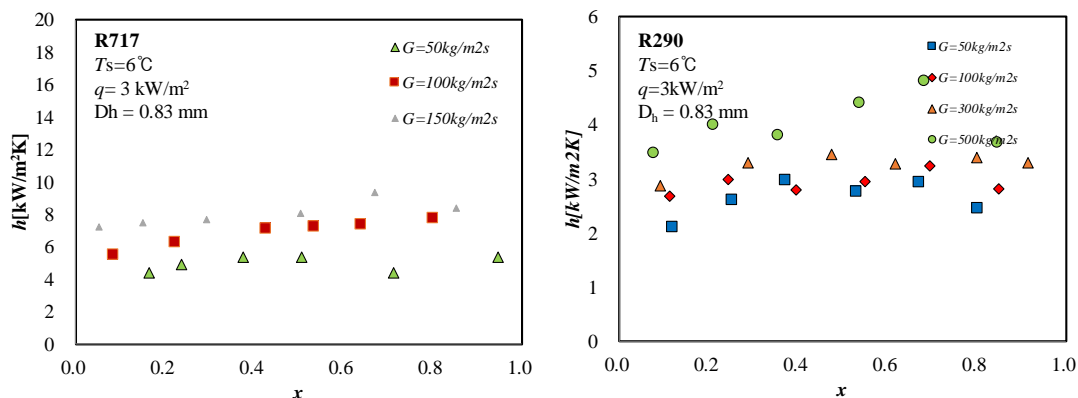 R717
Ts=6℃
q= 3 kW/m²
Dh = 0.83 mm
G=50kg/m2s
G=100kg/m2s
G=150kg/m2s
h[kW/m²K]
20
18
16
14
12
10
8
6
4
2
0
0.0 0.2 0.4 0.6 0.8 1.0
x
R290
Ts=6℃
q=3kW/m²
Dₕ = 0.83 mm
G=50kg/m2s
G=100kg/m2s
G=300kg/m2s
G=500kg/m2s
h[kW/m2K]
6
5
4
3
2
1
0
0.0 0.2 0.4 0.6 0.8 1.0
x